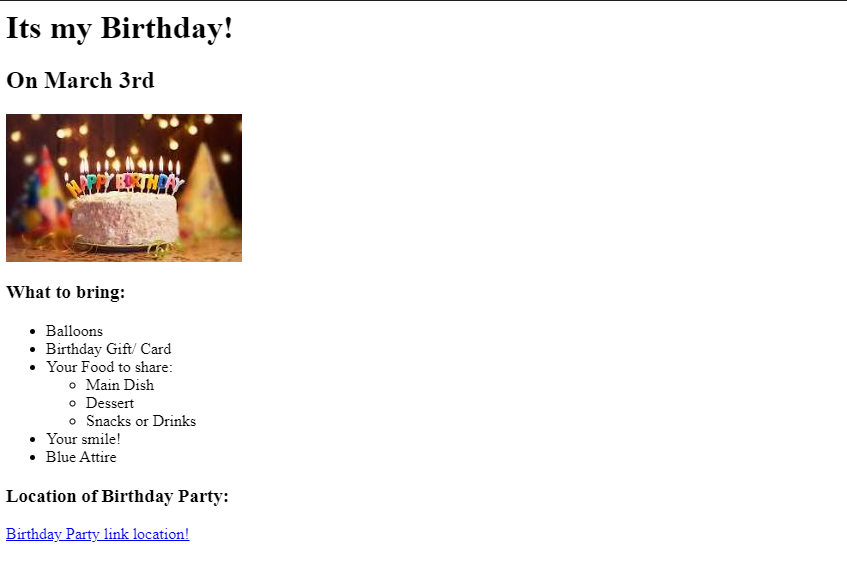 Its my Birthday!
On March 3rd
HAPPY BIRTHDAY
What to bring:
Balloons
Birthday Gift/ Card
Your Food to share:
Main Dish
Dessert
Snacks or Drinks
Your smile!
Blue Attire
Location of Birthday Party:
Birthday Party link location!